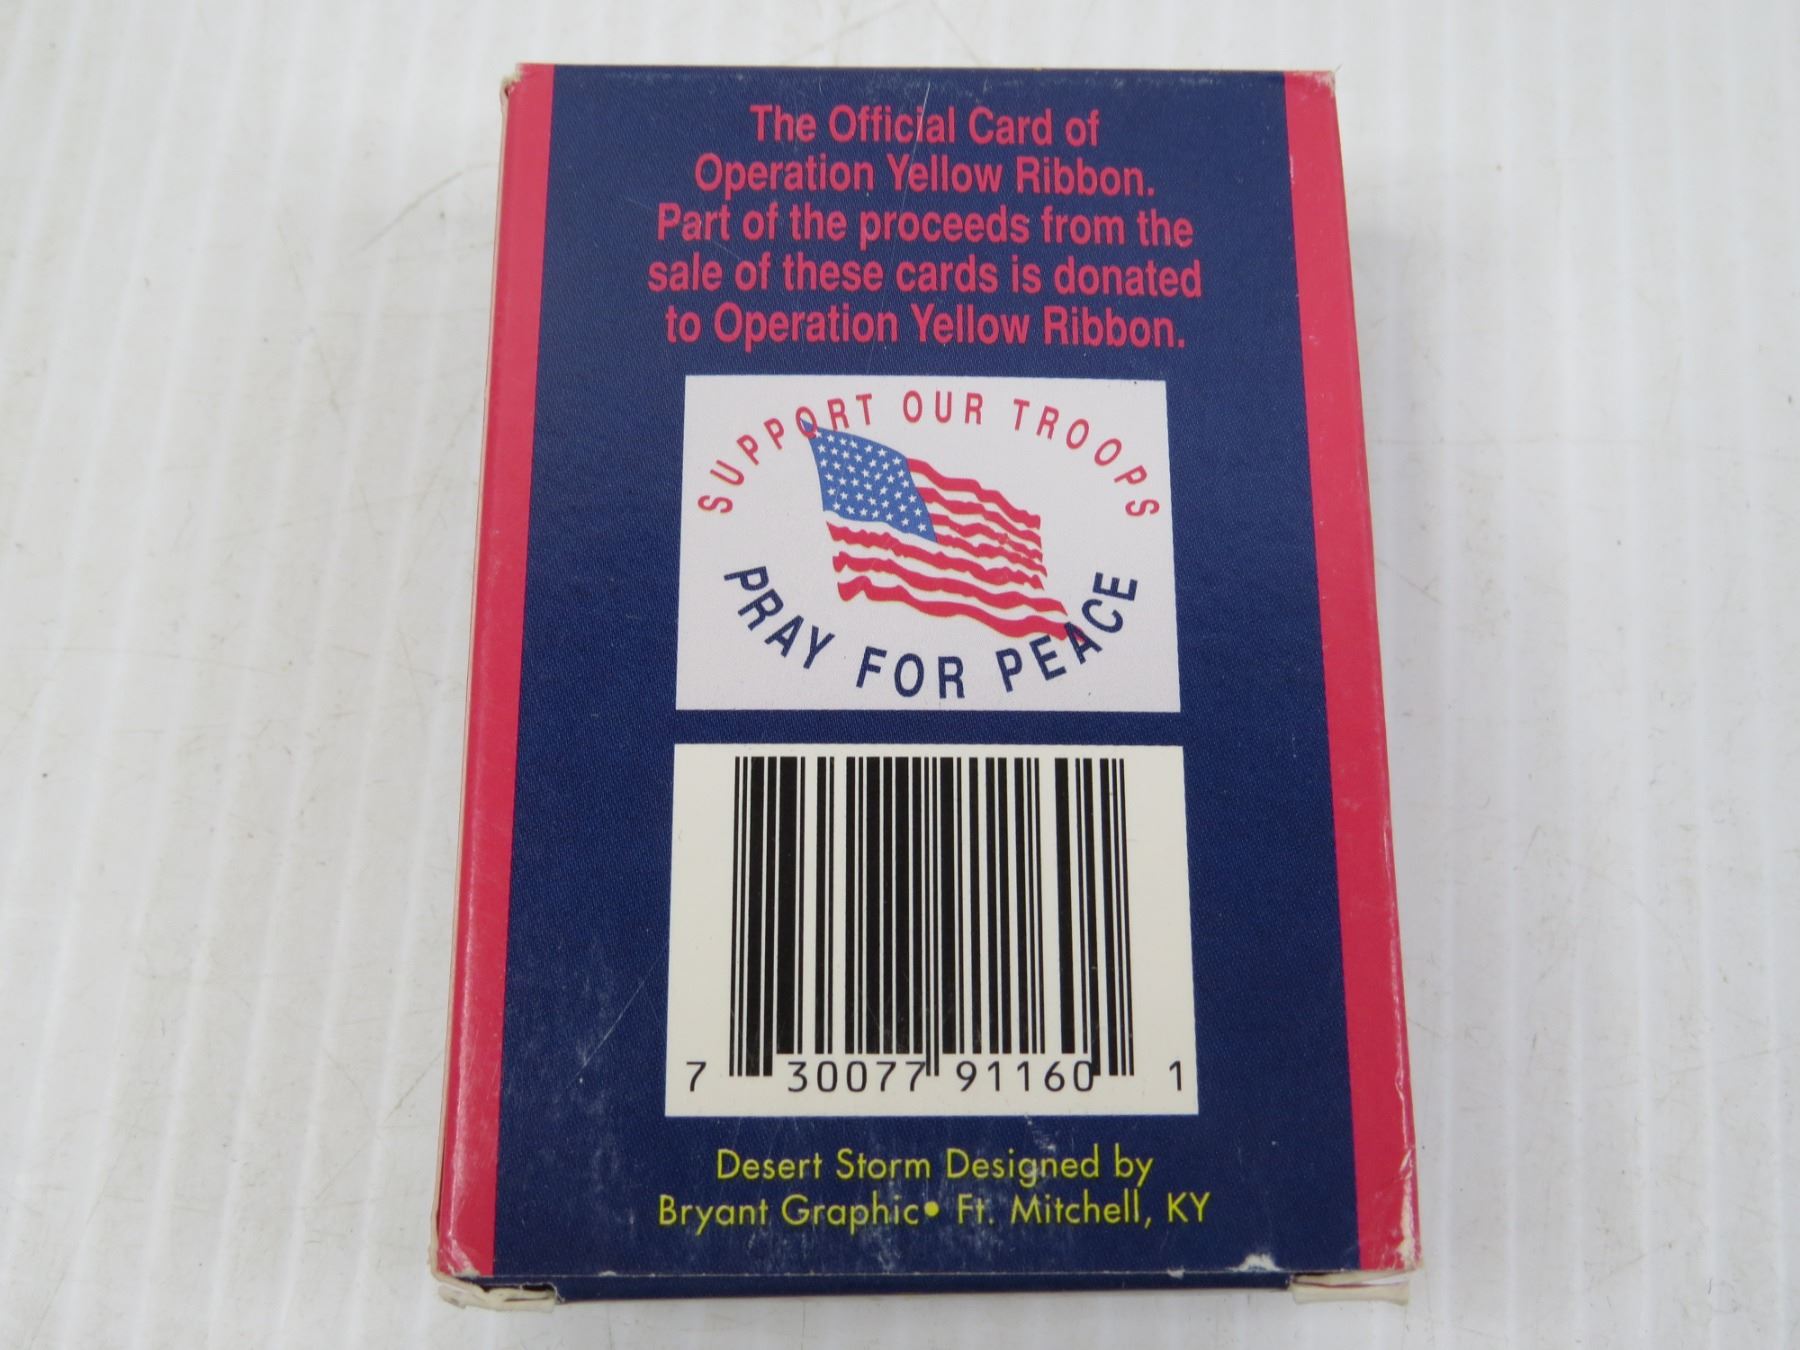 The Official Card of
Operation Yellow Ribbon.
Part of the proceeds from the
sale of these cards is donated
to Operation Yellow Ribbon.
SUPPORT OUR TROOPS
PRAY FOR PEACE
7 30077 91160 1
Desert Storm Designed by
Bryant Graphic• Ft. Mitchell, KY